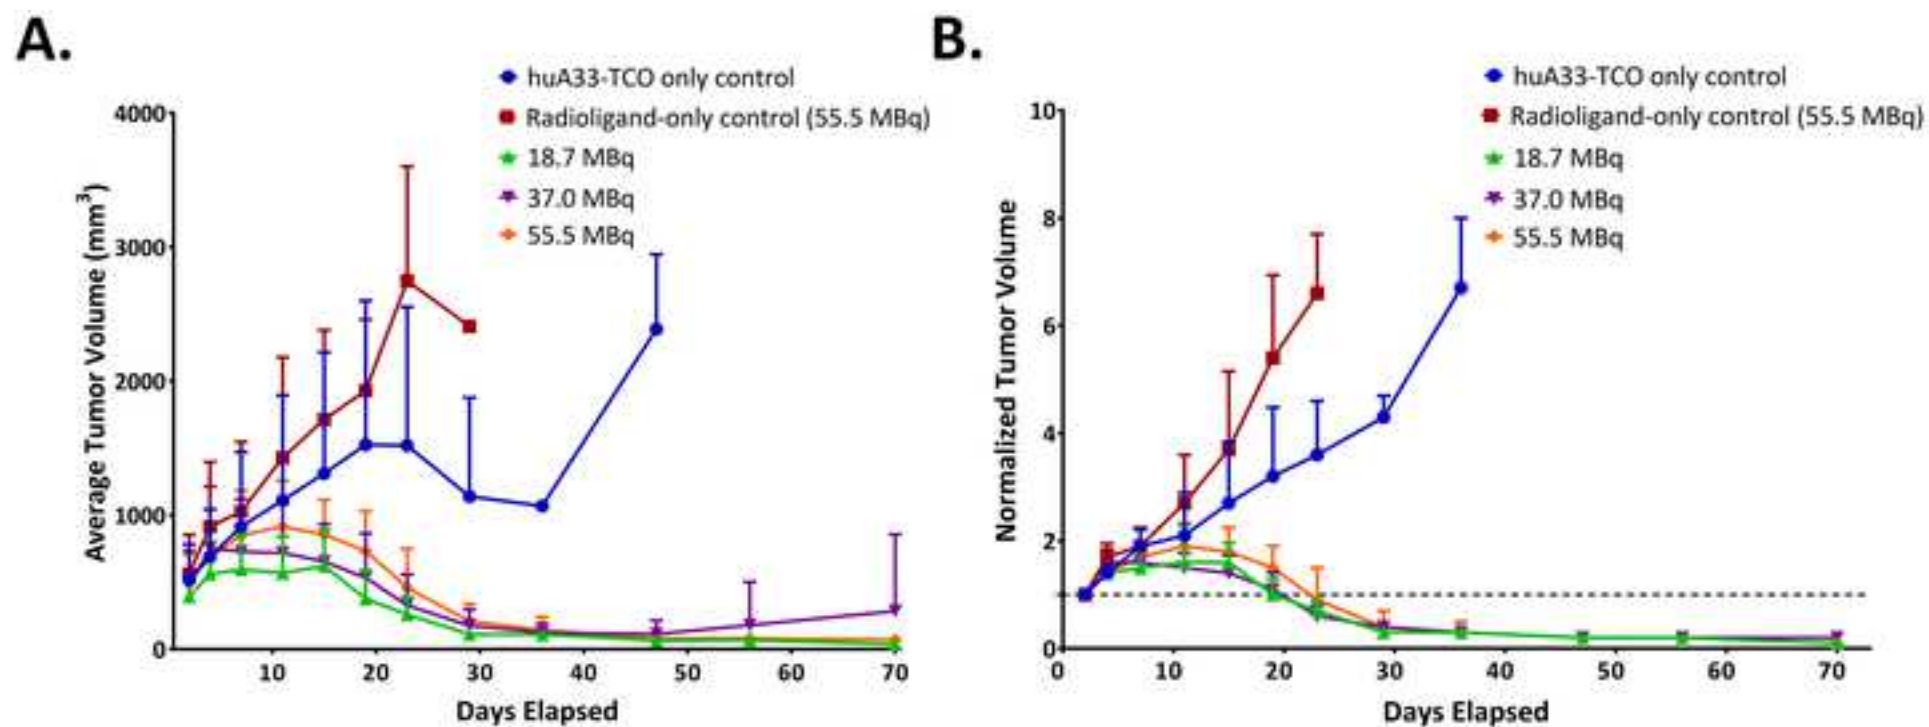 A.
huA33-TCO only control
Radioligand-only control (55.5 MBq)
18.7 MBq
37.0 MBq
55.5 MBq
Average Tumor Volume (mm³)
4000
3000
2000
1000
0
10 20 30 40 50 60 70
Days Elapsed
B.
huA33-TCO only control
Radioligand-only control (55.5 MBq)
18.7 MBq
37.0 MBq
55.5 MBq
Normalized Tumor Volume
10
8
6
4
2
0
0 10 20 30 40 50 60 70
Days Elapsed